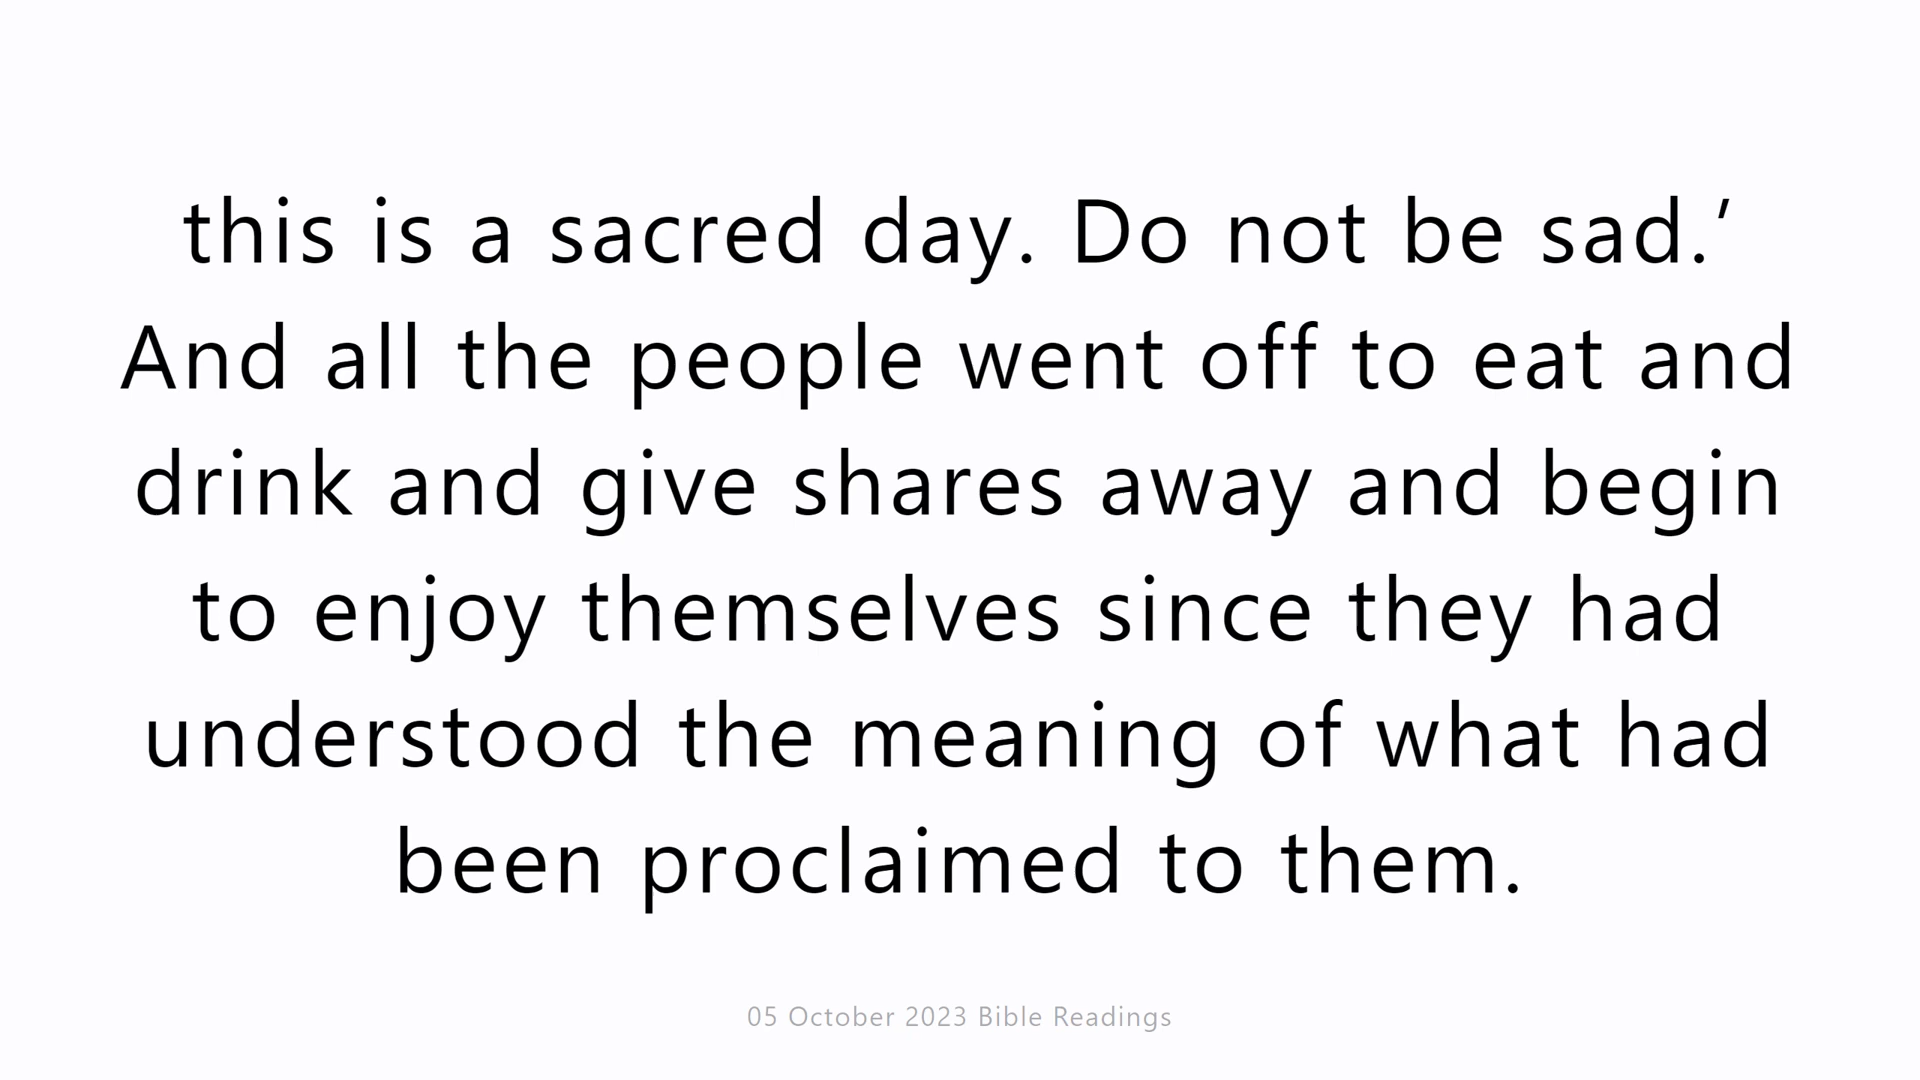 this is a sacred day. Do not be sad.’
And all the people went off to eat and
drink and give shares away and begin
to enjoy themselves since they had
understood the meaning of what had
been proclaimed to them.
05 October 2023 Bible Readings